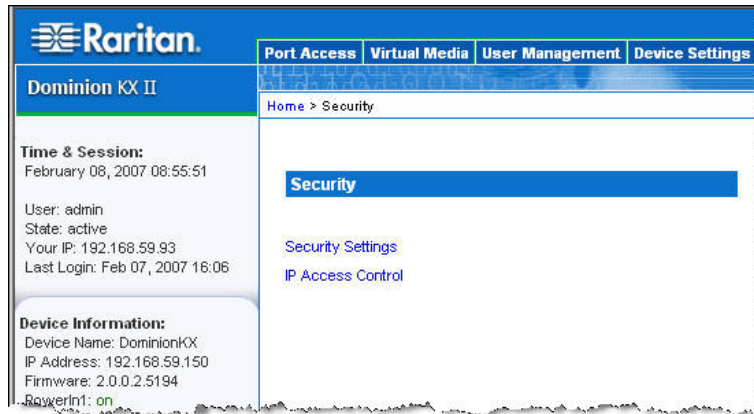 Raritan.
Port Access Virtual Media User Management Device Settings
Dominion KX II
Home > Security
Time & Session:
February 08, 2007 08:55:51
User: admin
State: active
Your IP: 192.168.59.93
Last Login: Feb 07, 2007 16:06
Security
Security Settings
IP Access Control
Device Information:
Device Name: DominionKX
IP Address: 192.168.59.150
Firmware: 2.0.0.2.5194
PowerIn1: on